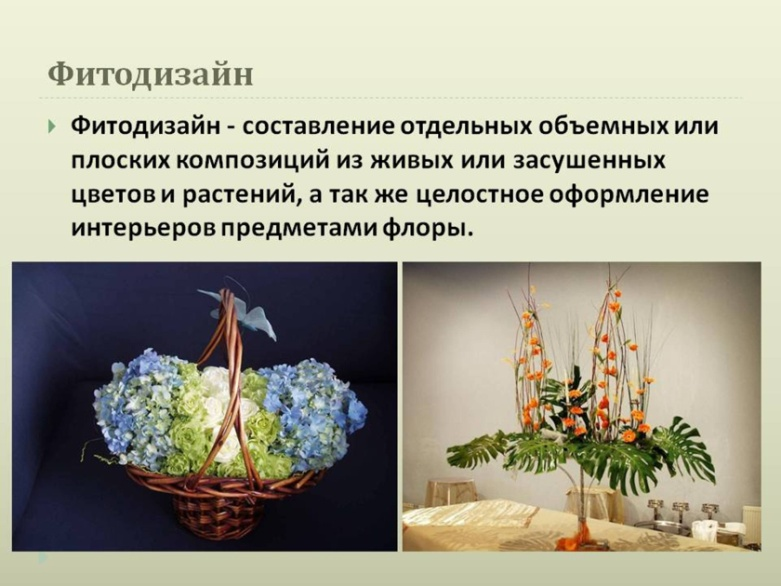 Фитодизайн
Фитодизайн - составление отдельных объемных или
плоских композиций из живых или засушенных
цветов и растений, а так же целостное оформление
интерьеров предметами флоры.